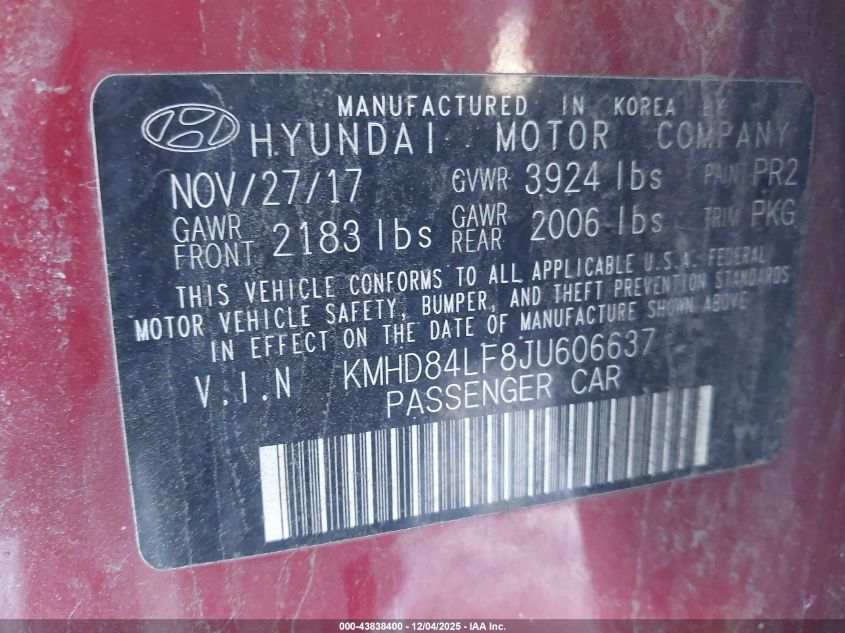 MANUFACTURED IN KOREA BY
HYUNDAI MOTOR COMPANY
NOV/27/17 GVWR 3924 lbs PAINT PR2
GAWR FRONT 2183 lbs GAWR REAR 2006 lbs TRIM PKG
THIS VEHICLE CONFORMS TO ALL APPLICABLE U.S.A. FEDERAL
MOTOR VEHICLE SAFETY, BUMPER, AND THEFT PREVENTION STANDARDS
IN EFFECT ON THE DATE OF MANUFACTURE SHOWN ABOVE
V.I.N KMHD84LF8JU606637
PASSENGER CAR
000-43838400 - 12/04/2025 - IAA Inc.